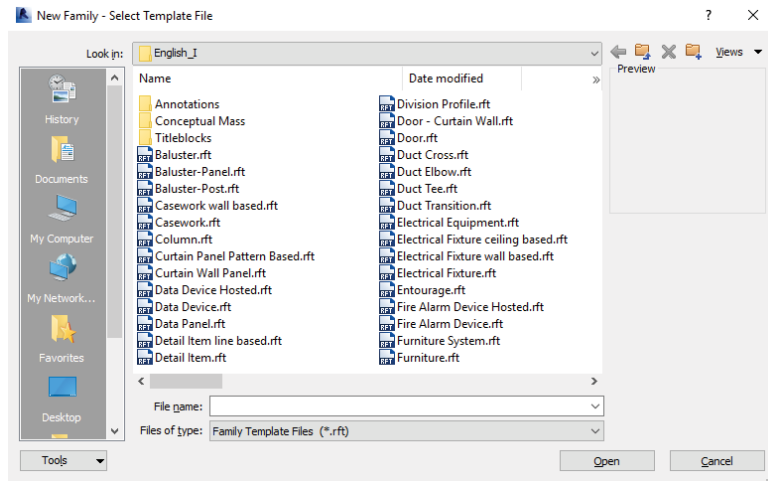 New Family - Select Template File
?
Look in:
English_I
Views
Name
Date modified
»
Preview
History
Documents
My Computer
My Network...
Favorites
Desktop
Annotations
Conceptual Mass
Titleblocks
Baluster.rft
Baluster-Panel.rft
Baluster-Post.rft
Casework wall based.rft
Casework.rft
Column.rft
Curtain Panel Pattern Based.rft
Curtain Wall Panel.rft
Data Device Hosted.rft
Data Device.rft
Data Panel.rft
Detail Item line based.rft
Detail Item.rft
Division Profile.rft
Door - Curtain Wall.rft
Door.rft
Duct Cross.rft
Duct Elbow.rft
Duct Tee.rft
Duct Transition.rft
Electrical Equipment.rft
Electrical Fixture ceiling based.rft
Electrical Fixture wall based.rft
Electrical Fixture.rft
Entourage.rft
Fire Alarm Device Hosted.rft
Fire Alarm Device.rft
Furniture System.rft
Furniture.rft
File name:
Files of type:
Family Template Files (*.rft)
Tools
Open
Cancel